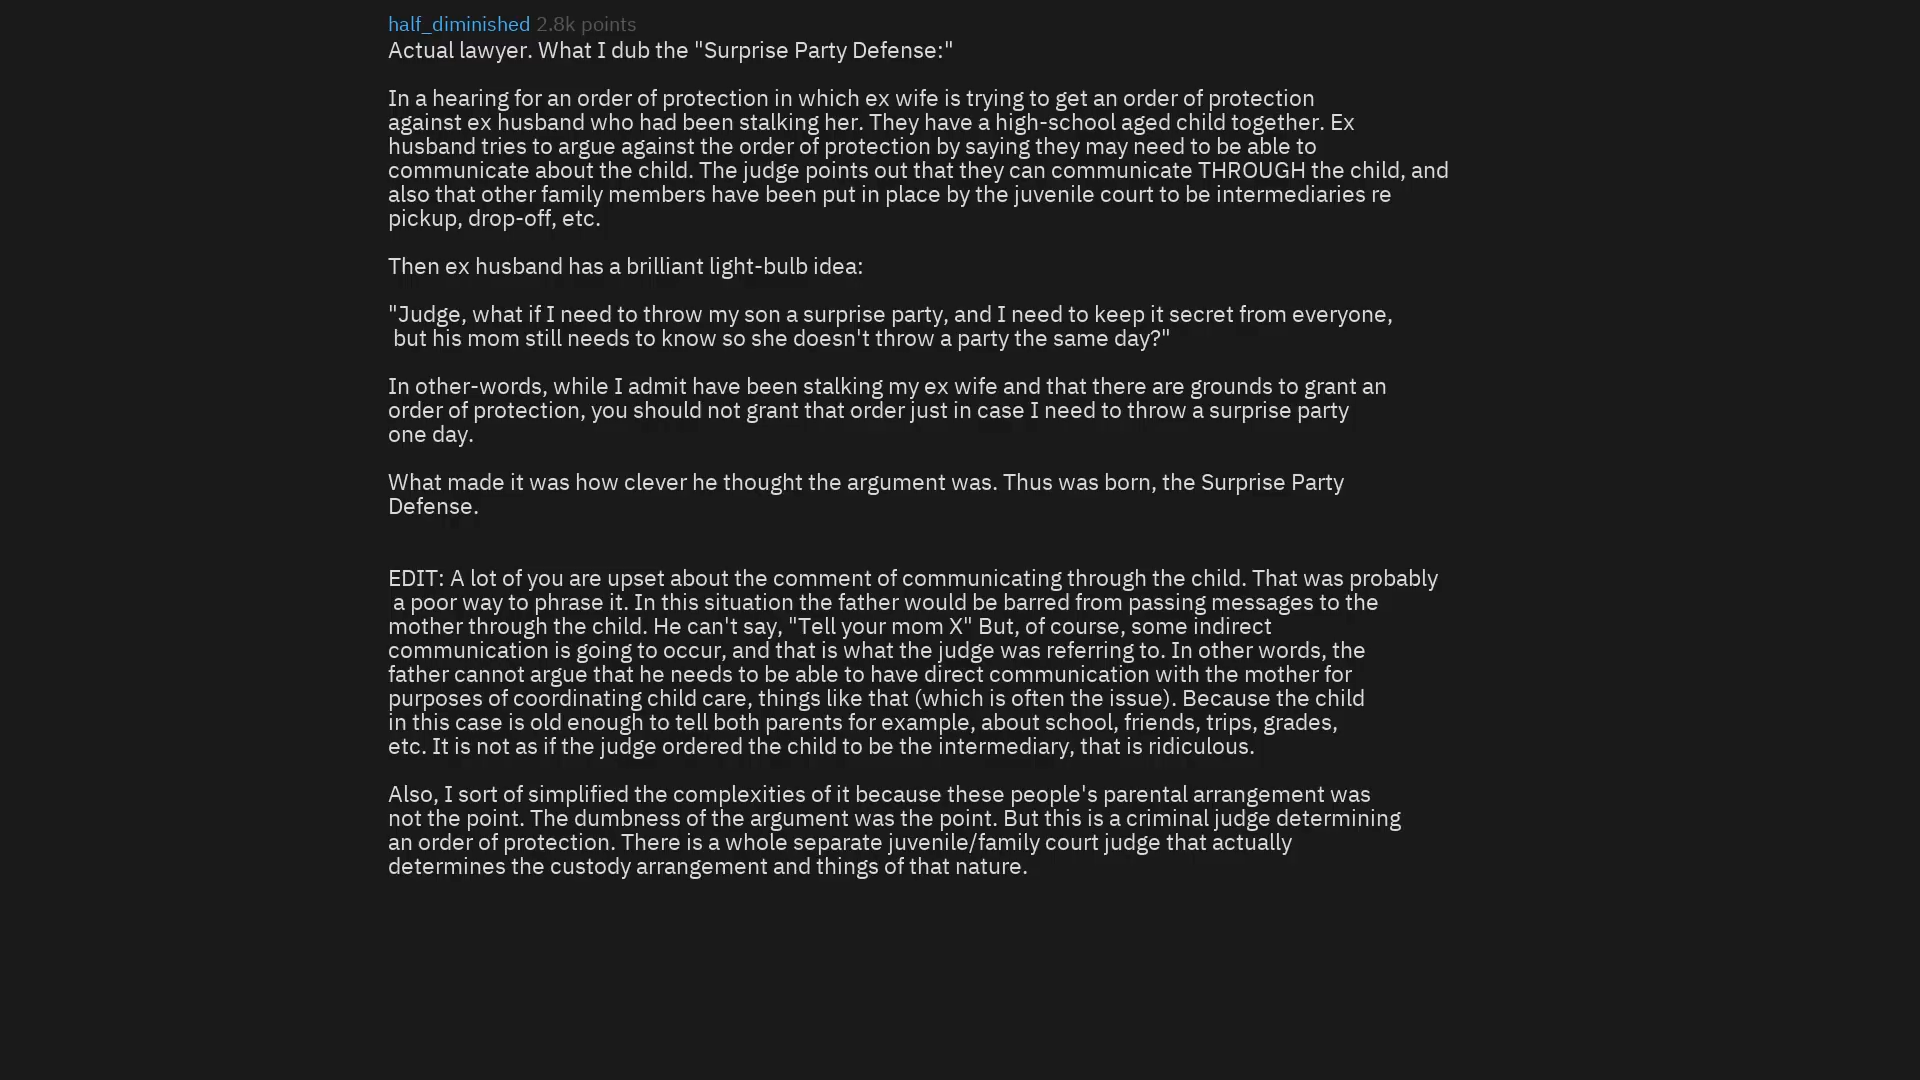 half_diminished 2.8k points
Actual lawyer. What I dub the "Surprise Party Defense:"
In a hearing for an order of protection in which ex wife is trying to get an order of protection
against ex husband who had been stalking her. They have a high-school aged child together. Ex
husband tries to argue against the order of protection by saying they may need to be able to
communicate about the child. The judge points out that they can communicate THROUGH the child, and
also that other family members have been put in place by the juvenile court to be intermediaries re
pickup, drop-off, etc.
Then ex husband has a brilliant light-bulb idea:
"Judge, what if I need to throw my son a surprise party, and I need to keep it secret from everyone,
but his mom still needs to know so she doesn't throw a party the same day?"
In other-words, while I admit have been stalking my ex wife and that there are grounds to grant an
order of protection, you should not grant that order just in case I need to throw a surprise party
one day.
What made it was how clever he thought the argument was. Thus was born, the Surprise Party
Defense.
EDIT: A lot of you are upset about the comment of communicating through the child. That was probably
a poor way to phrase it. In this situation the father would be barred from passing messages to the
mother through the child. He can't say, "Tell your mom X" But, of course, some indirect
communication is going to occur, and that is what the judge was referring to. In other words, the
father cannot argue that he needs to be able to have direct communication with the mother for
purposes of coordinating child care, things like that (which is often the issue). Because the child
in this case is old enough to tell both parents for example, about school, friends, trips, grades,
etc. It is not as if the judge ordered the child to be the intermediary, that is ridiculous.
Also, I sort of simplified the complexities of it because these people's parental arrangement was
not the point. The dumbness of the argument was the point. But this is a criminal judge determining
an order of protection. There is a whole separate juvenile/family court judge that actually
determines the custody arrangement and things of that nature.